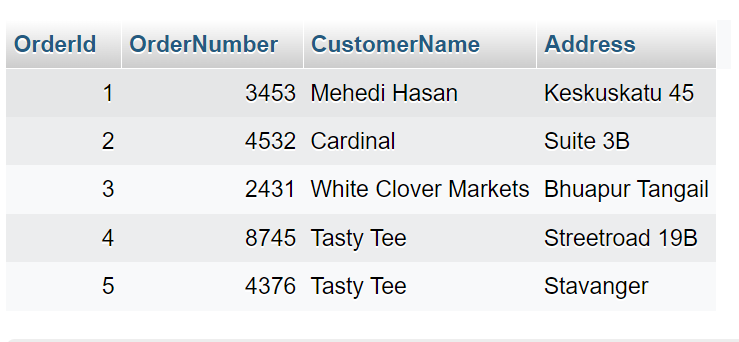 OrderId OrderNumber CustomerName Address
1 3453 Mehedi Hasan Keskuskatu 45
2 4532 Cardinal Suite 3B
3 2431 White Clover Markets Bhuapur Tangail
4 8745 Tasty Tee Streetroad 19B
5 4376 Tasty Tee Stavanger